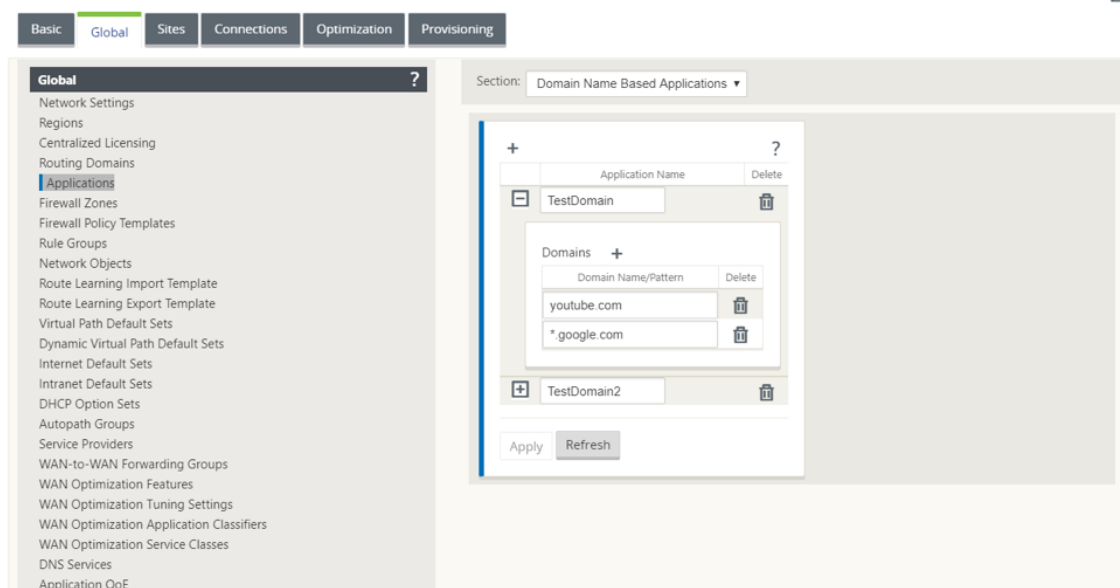 Basic Global Sites Connections Optimization Provisioning
Global ?
Network Settings
Regions
Centralized Licensing
Routing Domains
Applications
Firewall Zones
Firewall Policy Templates
Rule Groups
Network Objects
Route Learning Import Template
Route Learning Export Template
Virtual Path Default Sets
Dynamic Virtual Path Default Sets
Internet Default Sets
Intranet Default Sets
DHCP Option Sets
Autopath Groups
Service Providers
WAN-to-WAN Forwarding Groups
WAN Optimization Features
WAN Optimization Tuning Settings
WAN Optimization Application Classifiers
WAN Optimization Service Classes
DNS Services
Application QoE
Section: Domain Name Based Applications
+ ?
Application Name Delete
TestDomain
Domains +
Domain Name/Pattern Delete
youtube.com
*.google.com
TestDomain2
Apply Refresh